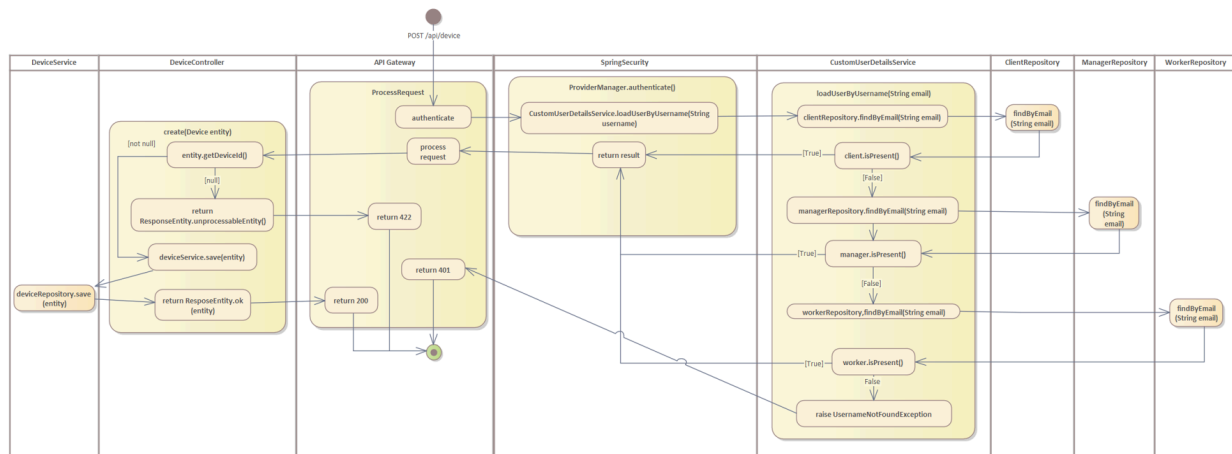 POST /api/device
DeviceService
DeviceController
API Gateway
SpringSecurity
CustomUserDetailsService
ClientRepository
ManagerRepository
WorkerRepository
ProcessRequest
ProviderManager.authenticate()
loadUserByUsername(String email)
authenticate
CustomUserDetailsService.loadUserByUsername(String
username)
clientRepository.findByEmail(String email)
findByEmail
(String email)
create(Device entity)
[not null]
entity.getDeviceId()
process
request
return result
[True]
client.isPresent()
[null]
[False]
return
ResponseEntity.unprocessableEntity()
return 422
managerRepository.findByEmail(String email)
findByEmail
(String
email)
deviceService.save(entity)
[True]
manager.isPresent()
return 401
[False]
deviceRepository.save
(entity)
return ResposeEntity.ok
(entity)
return 200
workerRepository,findByEmail(String email)
findByEmail
(String email)
[True]
worker.isPresent()
False
raise UsernameNotFoundException